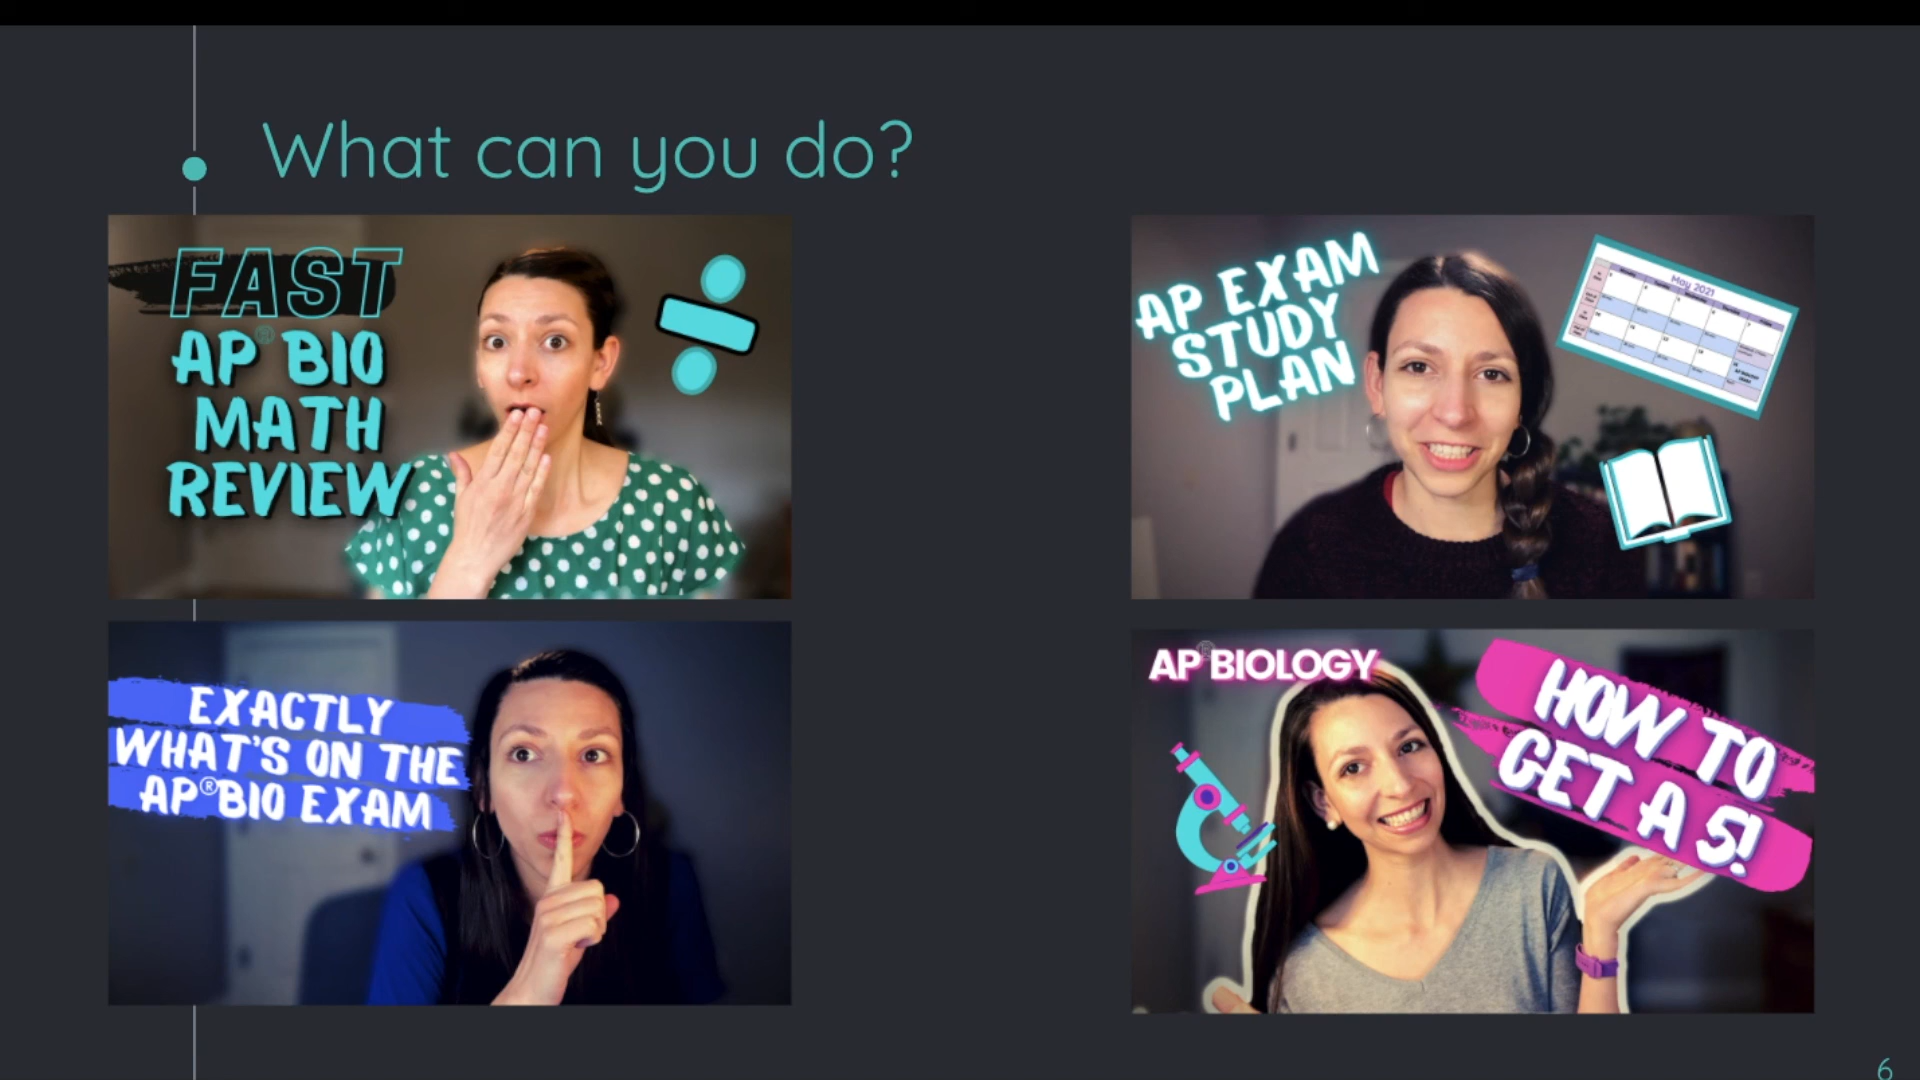 What can you do?
FAST
AP® BIO
MATH
REVIEW
AP EXAM
STUDY
PLAN
May 2021
EXACTLY
WHAT'S ON THE
AP® BIO EXAM
AP® BIOLOGY
HOW TO
GET A 5!
6